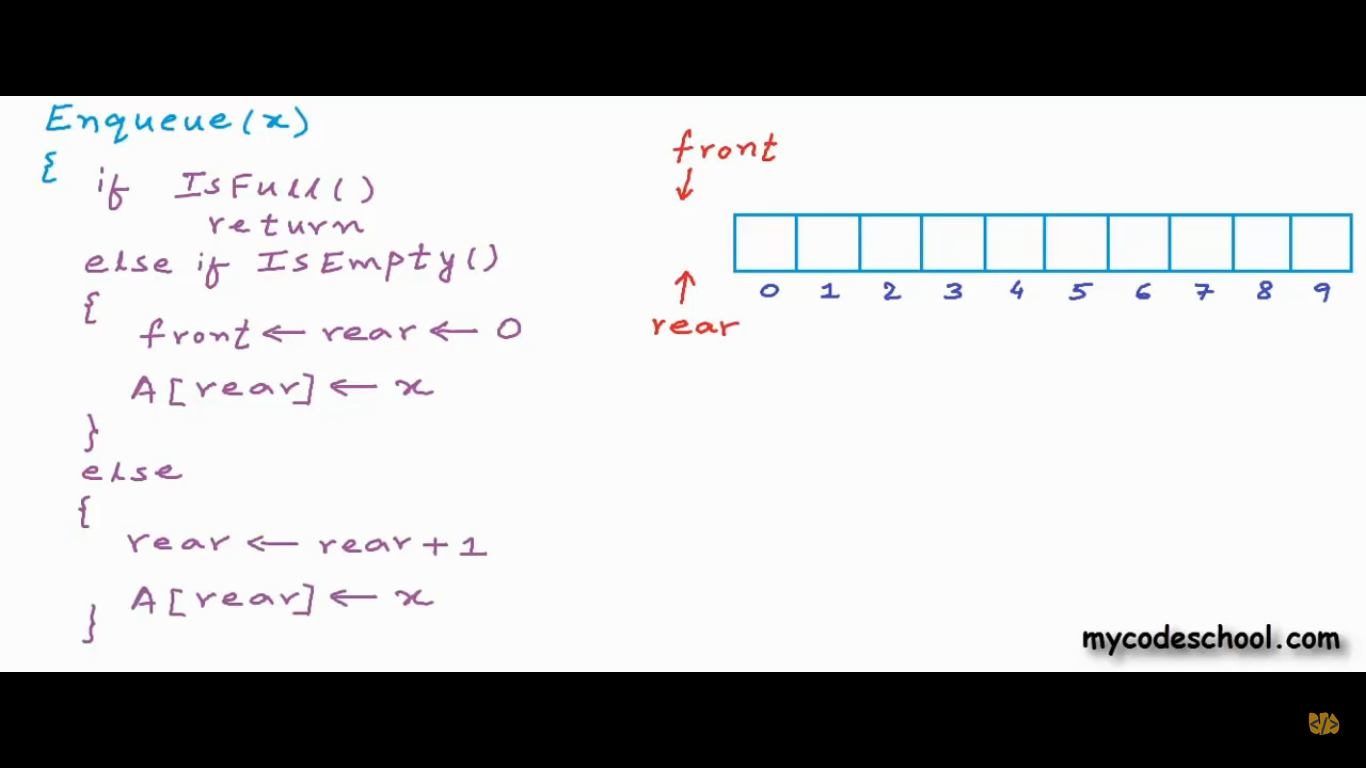 Enqueue(x)
{
if IsFull()
return
else if IsEmpty()
{
front ← rear ← 0
A[rear] ← x
}
else
{
rear ← rear + 1
A[rear] ← x
}
front
↓
0 1 2 3 4 5 6 7 8 9
↑
rear
mycodeschool.com